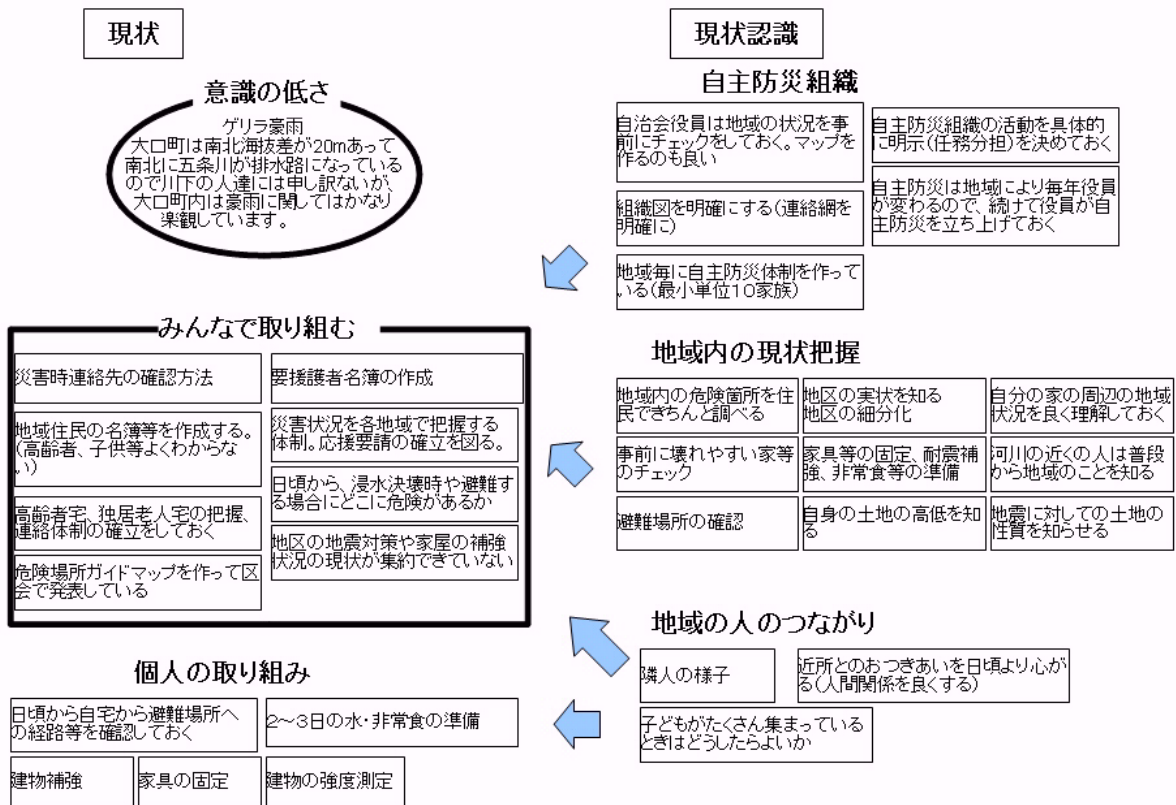 現状
意識の低さ
ゲリラ豪雨
大口町は南北海抜差が20mあって
南北に五条川が排水路になっている
ので川下の人達には申し訳ないが、
大口町内は豪雨に関してはかなり
楽観しています。
みんなで取り組む
災害時連絡先の確認方法
地域住民の名簿等を作成する。
(高齢者、子供等よくわからな
い)
高齢者宅、独居老人宅の把握、
連絡体制の確立をしておく
危険場所ガイドマップを作って区
会で発表している
要援護者名簿の作成
災害状況を各地域で把握する
体制。応援要請の確立を図る。
日頃から、浸水決壊時や避難す
る場合にどこに危険があるか
地区の地震対策や家屋の補強
状況の現状が集約できていない
個人の取り組み
日頃から自宅から避難場所へ
の経路等を確認しておく
2～3日の水・非常食の準備
建物補強
家具の固定
建物の強度測定
現状認識
自主防災組織
自治会役員は地域の状況を事
前にチェックをしておく。マップを
作るのも良い
組織図を明確にする(連絡網を
明確に)
地域毎に自主防災体制を作って
いる(最小単位10家族)
自主防災組織の活動を具体的
に明示(任務分担)を決めておく
自主防災は地域により毎年役員
が変わるので、続けて役員が自
主防災を立ち上げておく
地域内の現状把握
地域内の危険箇所を住
民できちんと調べる
地区の実状を知る
地区の細分化
自分の家の周辺の地域
状況を良く理解しておく
事前に壊れやすい家等
のチェック
家具等の固定、耐震補
強、非常食等の準備
河川の近くの人は普段
から地域のことを知る
避難場所の確認
自身の土地の高低を知
る
地震に対しての土地の
性質を知らせる
地域の人のつながり
隣人の様子
近所とのおつきあいを日頃より心が
る(人間関係を良くする)
子どもがたくさん集まっている
ときはどうしたらよいか